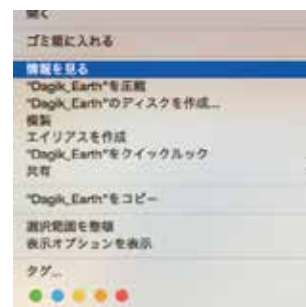 開く
ゴミ箱に入れる
情報を見る
"Dagik_Earth"を圧縮
"Dagik_Earth"のディスクを作成...
複製
エイリアスを作成
"Dagik_Earth"をクイックルック
共有
"Dagik_Earth"をコピー
選択範囲を整頓
表示オプションを表示
タグ...